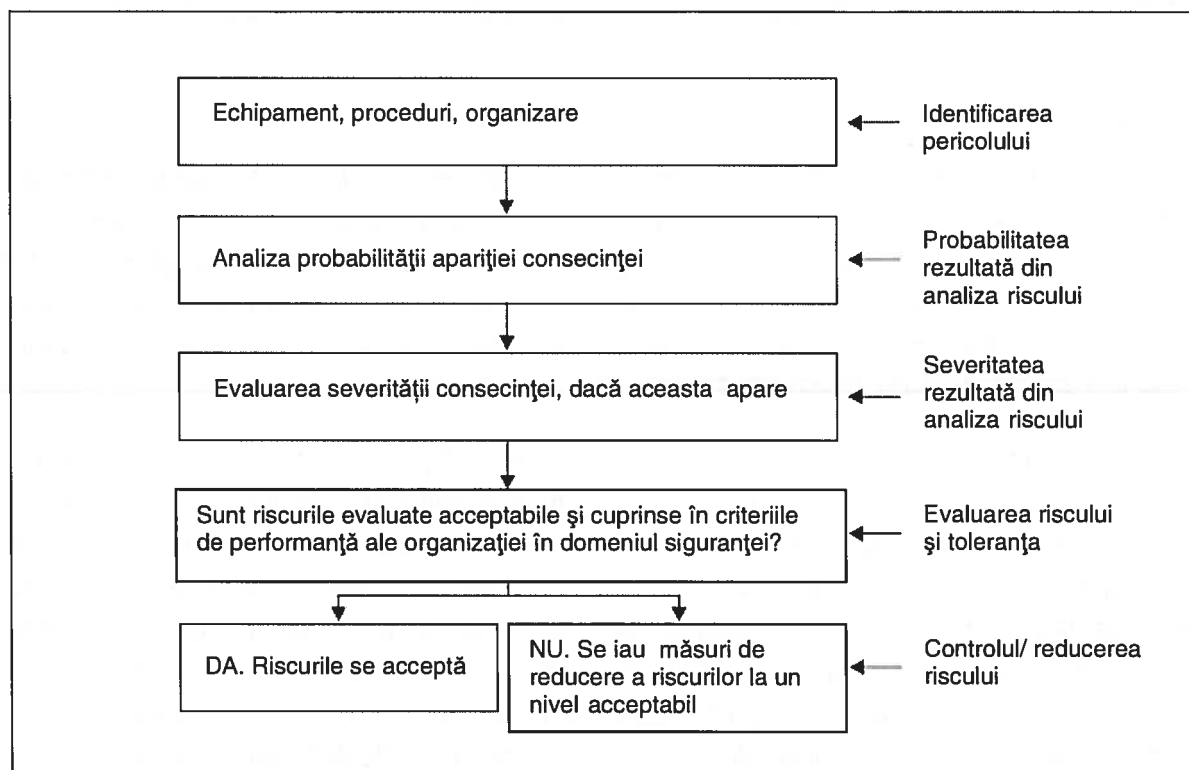 Echipament, proceduri, organizare
Identificarea
pericolului
Analiza probabilităţii apariţiei consecinţei
Probabilitatea
rezultată din
analiza riscului
Evaluarea severităţii consecinţei, dacă aceasta apare
Severitatea
rezultată din
analiza riscului
Sunt riscurile evaluate acceptabile şi cuprinse în criteriile
de performanţă ale organizaţiei în domeniul siguranţei?
Evaluarea riscului
şi toleranţa
DA. Riscurile se acceptă
NU. Se iau măsuri de
reducere a riscurilor la un
nivel acceptabil
Controlul/ reducerea
riscului